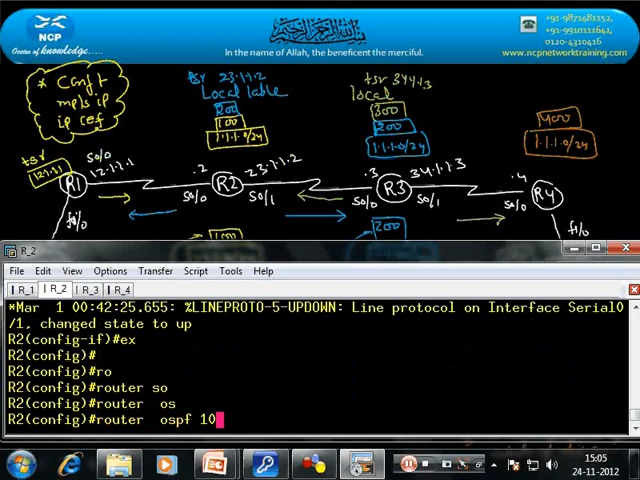 NCP
Ocean of knowledge..
بسم الله الرحمن الرحيم
In the name of Allah, the beneficent the merciful.
+91-9871481152,
+91-9910111642,
0120-4310416
www.ncpnetworktraining.com
* Conf t
mpls ip
ip cef
tsr 23.1.1.2
Local lable
200
100
1.1.1.0/24
tsr 34.1.1.3
local
300
200
1.1.1.0/24
400
1.1.1.0/24
tsr
12.1.1.1
R1
S0/0
12.1.1.1
.2
S0/0
R2
23.1.1.2
S0/1
.3
S0/0
R3
34.1.1.3
S0/1
.4
S0/0
R4
f0/0
100
200
f1/0
R_2
File Edit View Options Transfer Script Tools Help
R_1 R_2 R_3 R_4
*Mar  1 00:42:25.655: %LINEPROTO-5-UPDOWN: Line protocol on Interface Serial0
/1, changed state to up
R2(config-if)#ex
R2(config)#
R2(config)#ro
R2(config)#router so
R2(config)#router  os
R2(config)#router  ospf 10
15:05
24-11-2012